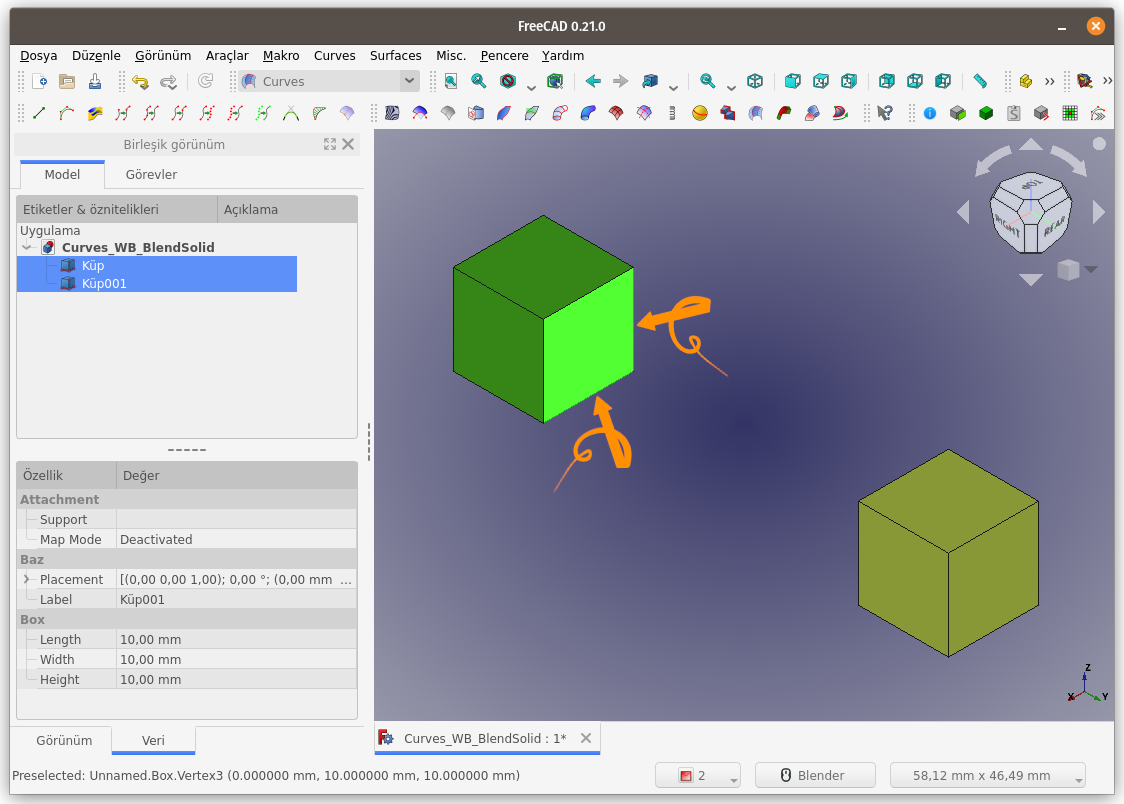 FreeCAD 0.21.0
Dosya Düzenle Görünüm Araçlar Makro Curves Surfaces Misc. Pencere Yardım
Curves
Birleşik görünüm
Model Görevler
Etiketler & öznitelikleri Açıklama
Uygulama
Curves_WB_BlendSolid
Küp
Küp001
Özellik Değer
Attachment
Support
Map Mode Deactivated
Baz
Placement [(0,00 0,00 1,00); 0,00 °; (0,00 mm ...
Label Küp001
Box
Length 10,00 mm
Width 10,00 mm
Height 10,00 mm
Görünüm Veri
TOP
RIGHT REAR
Z
X Y
Curves_WB_BlendSolid : 1*
Preselected: Unnamed.Box.Vertex3 (0.000000 mm, 10.000000 mm, 10.000000 mm)
2 Blender 58,12 mm x 46,49 mm